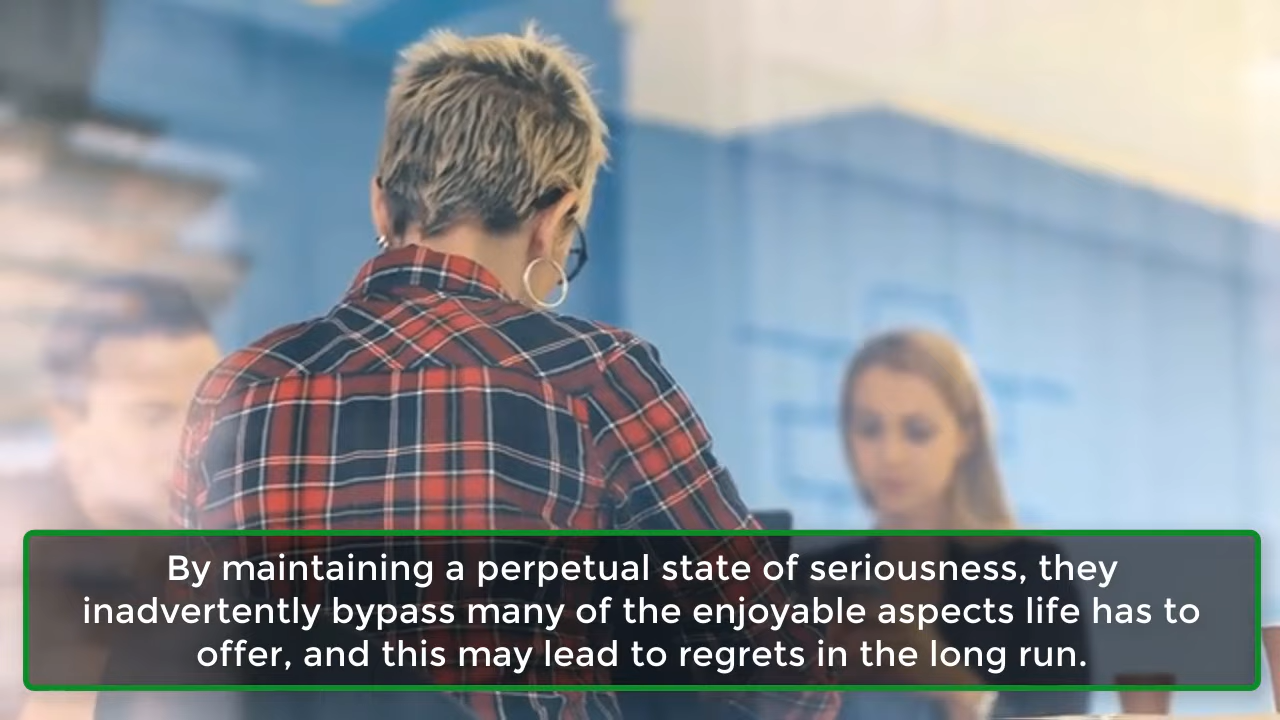 By maintaining a perpetual state of seriousness, they
inadvertently bypass many of the enjoyable aspects life has to
offer, and this may lead to regrets in the long run.